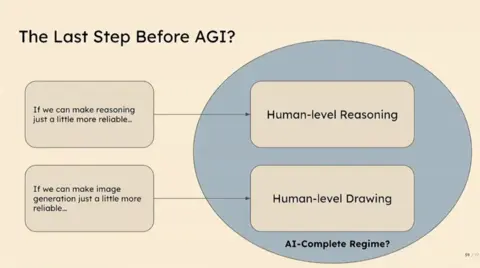 The Last Step Before AGI?
If we can make reasoning
just a little more reliable...
Human-level Reasoning
If we can make image
generation just a little more
reliable...
Human-level Drawing
AI-Complete Regime?